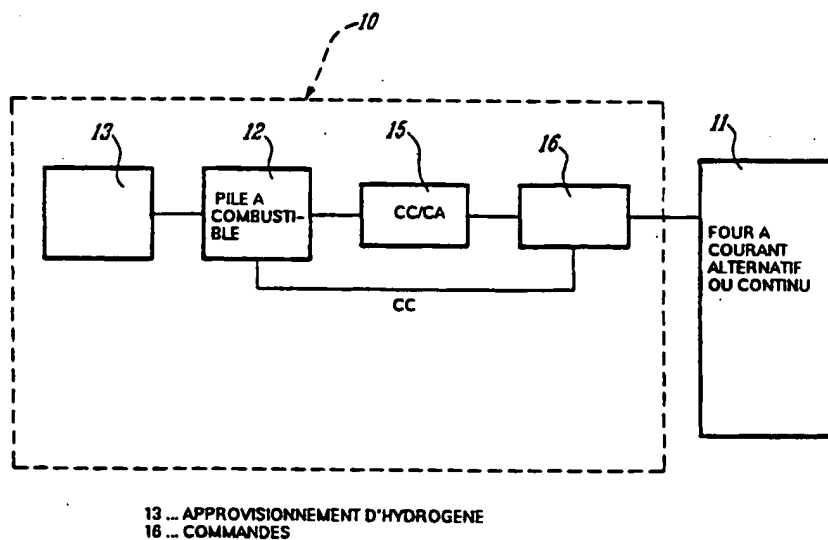 10
13
12
15
16
11
PILE A
COMBUSTI-
BLE
CC/CA
FOUR A
COURANT
ALTERNATIF
OU CONTINU
CC
13 ... APPROVISIONNEMENT D'HYDROGENE
16 ... COMMANDES